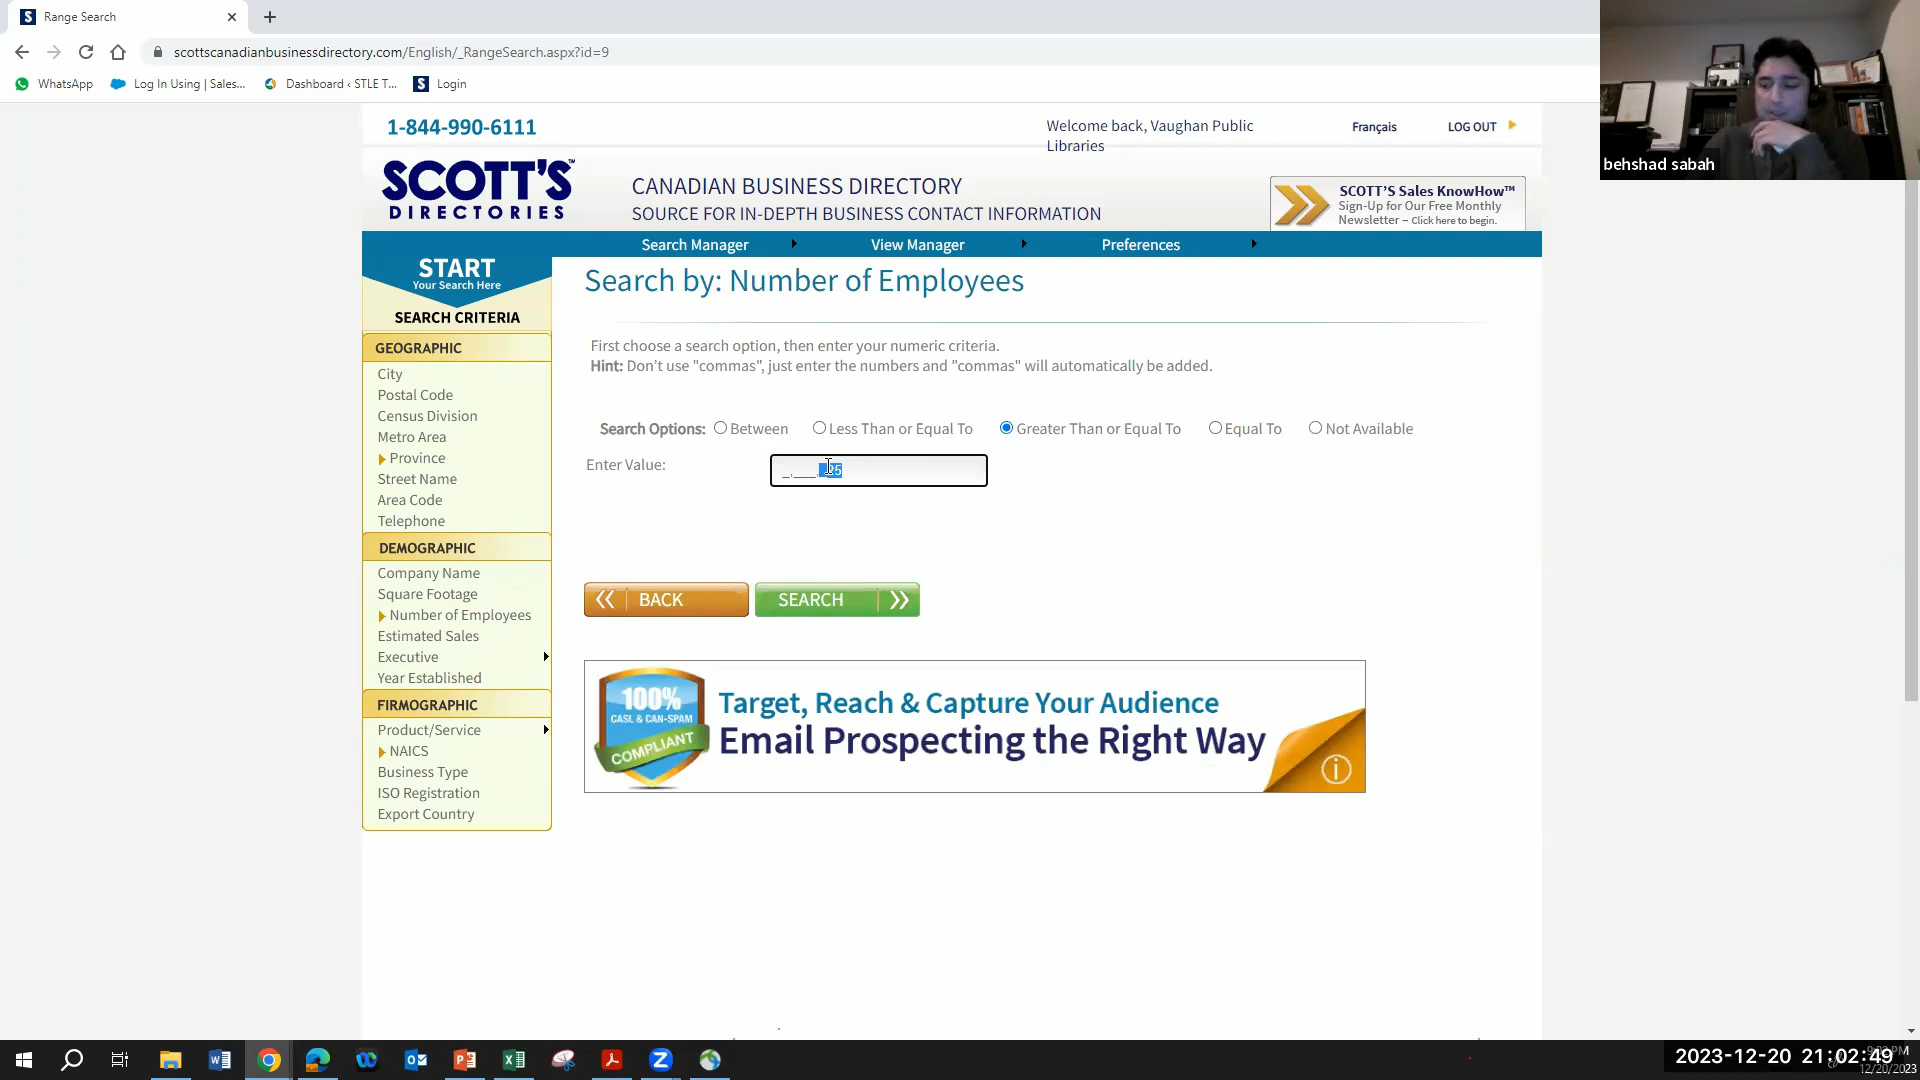 Range Search
scottscanadianbusinessdirectory.com/English/_RangeSearch.aspx?id=9
WhatsApp
Log In Using | Sales...
Dashboard ‹ STLE T...
Login
behshad sabah
1-844-990-6111
Welcome back, Vaughan Public
Libraries
Français
LOG OUT
SCOTT'S™
DIRECTORIES
CANADIAN BUSINESS DIRECTORY
SOURCE FOR IN-DEPTH BUSINESS CONTACT INFORMATION
SCOTT'S Sales KnowHow™
Sign-Up for Our Free Monthly
Newsletter – Click here to begin.
Search Manager
View Manager
Preferences
START
Your Search Here
SEARCH CRITERIA
GEOGRAPHIC
City
Postal Code
Census Division
Metro Area
Province
Street Name
Area Code
Telephone
DEMOGRAPHIC
Company Name
Square Footage
Number of Employees
Estimated Sales
Executive
Year Established
FIRMOGRAPHIC
Product/Service
NAICS
Business Type
ISO Registration
Export Country
Search by: Number of Employees
First choose a search option, then enter your numeric criteria.
Hint: Don't use "commas", just enter the numbers and "commas" will automatically be added.
Search Options: Between Less Than or Equal To Greater Than or Equal To Equal To Not Available
Enter Value:
_,___,_25
BACK
SEARCH
100%
CASL & CAN-SPAM
COMPLIANT
Target, Reach & Capture Your Audience
Email Prospecting the Right Way
2023-12-20 21:02:49
12/20/2023